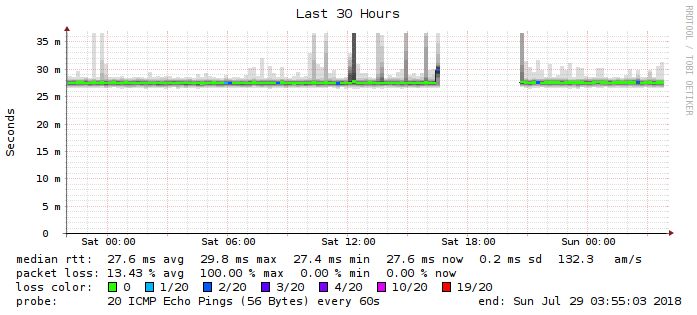 Last 30 Hours
RRDTOOL / TOBI OETIKER
Seconds
35 m
30 m
25 m
20 m
15 m
10 m
5 m
0
Sat 00:00 Sat 06:00 Sat 12:00 Sat 18:00 Sun 00:00
median rtt: 27.6 ms avg 29.8 ms max 27.4 ms min 27.6 ms now 0.2 ms sd 132.3 am/s
packet loss: 13.43 % avg 100.00 % max 0.00 % min 0.00 % now
loss color: 0 1/20 2/20 3/20 4/20 10/20 19/20
probe: 20 ICMP Echo Pings (56 Bytes) every 60s end: Sun Jul 29 03:55:03 2018